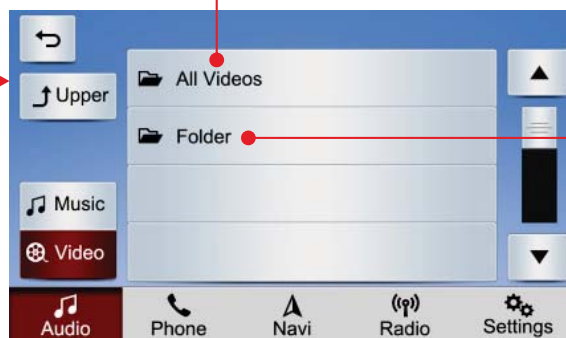 All Videos
Upper
Folder
Music
Video
Audio
Phone
Navi
Radio
Settings